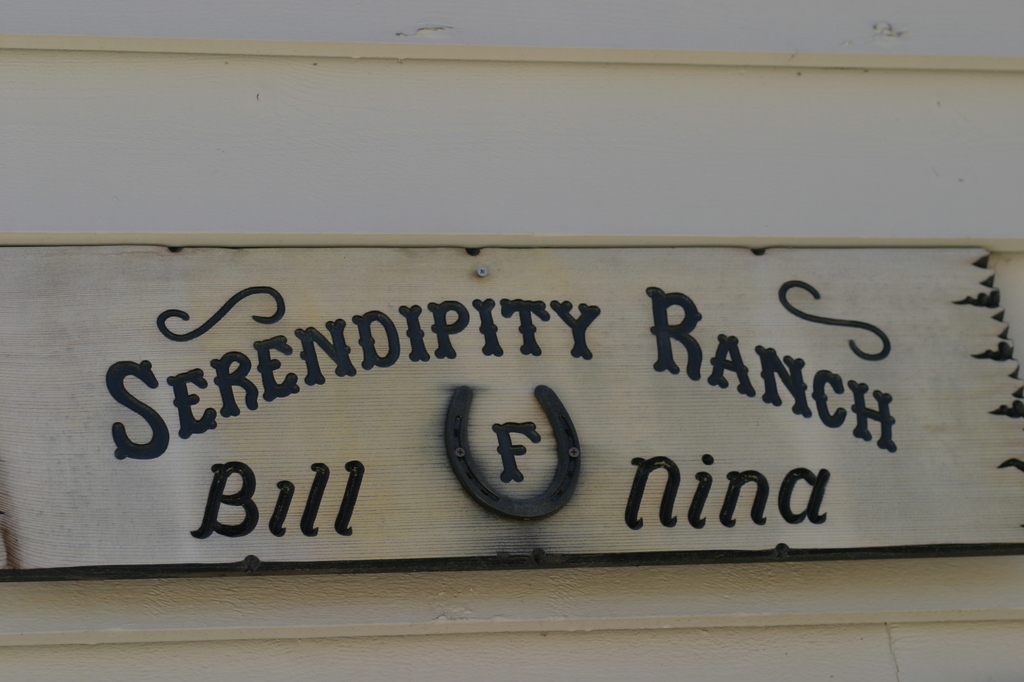 SERENDIPITY RANCH
Bill F Nina